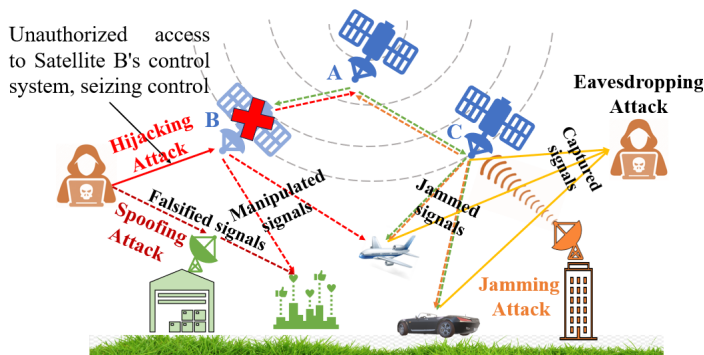 Unauthorized access
to Satellite B's control
system, seizing control
A
B
C
Eavesdropping
Attack
Hijacking
Attack
Captured
signals
Manipulated
signals
Jammed
signals
Falsified signals
Spoofing
Attack
Jamming
Attack